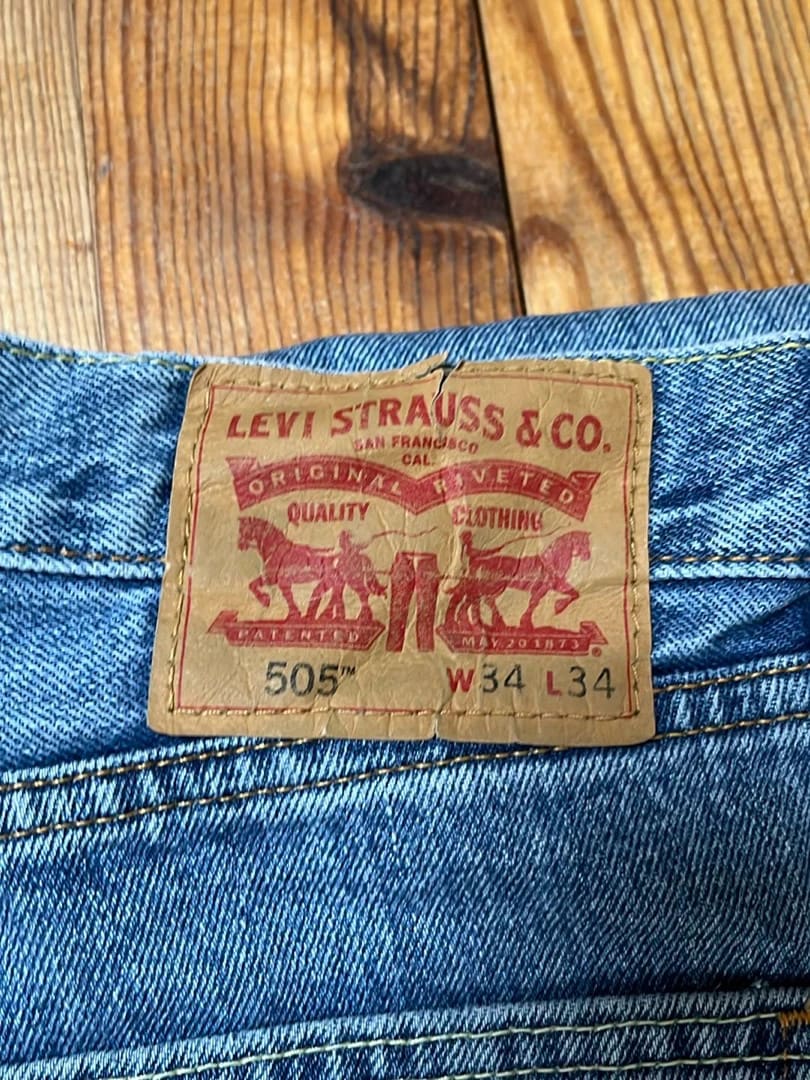 LEVI STRAUSS & CO.
SAN FRANCISCO
CAL.
ORIGINAL RIVETED
QUALITY CLOTHING
PATENTED MAY 20 1873 ®
505™ W34 L34